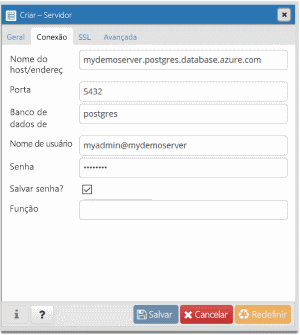 Criar – Servidor
Geral Conexão SSL Avançada
Nome do
host/endereç
mydemoserver.postgres.database.azure.com
Porta
5432
Banco de
dados de
postgres
Nome de usuário
myadmin@mydemoserver
Senha
••••••••
Salvar senha?
Função
Salvar Cancelar Redefinir